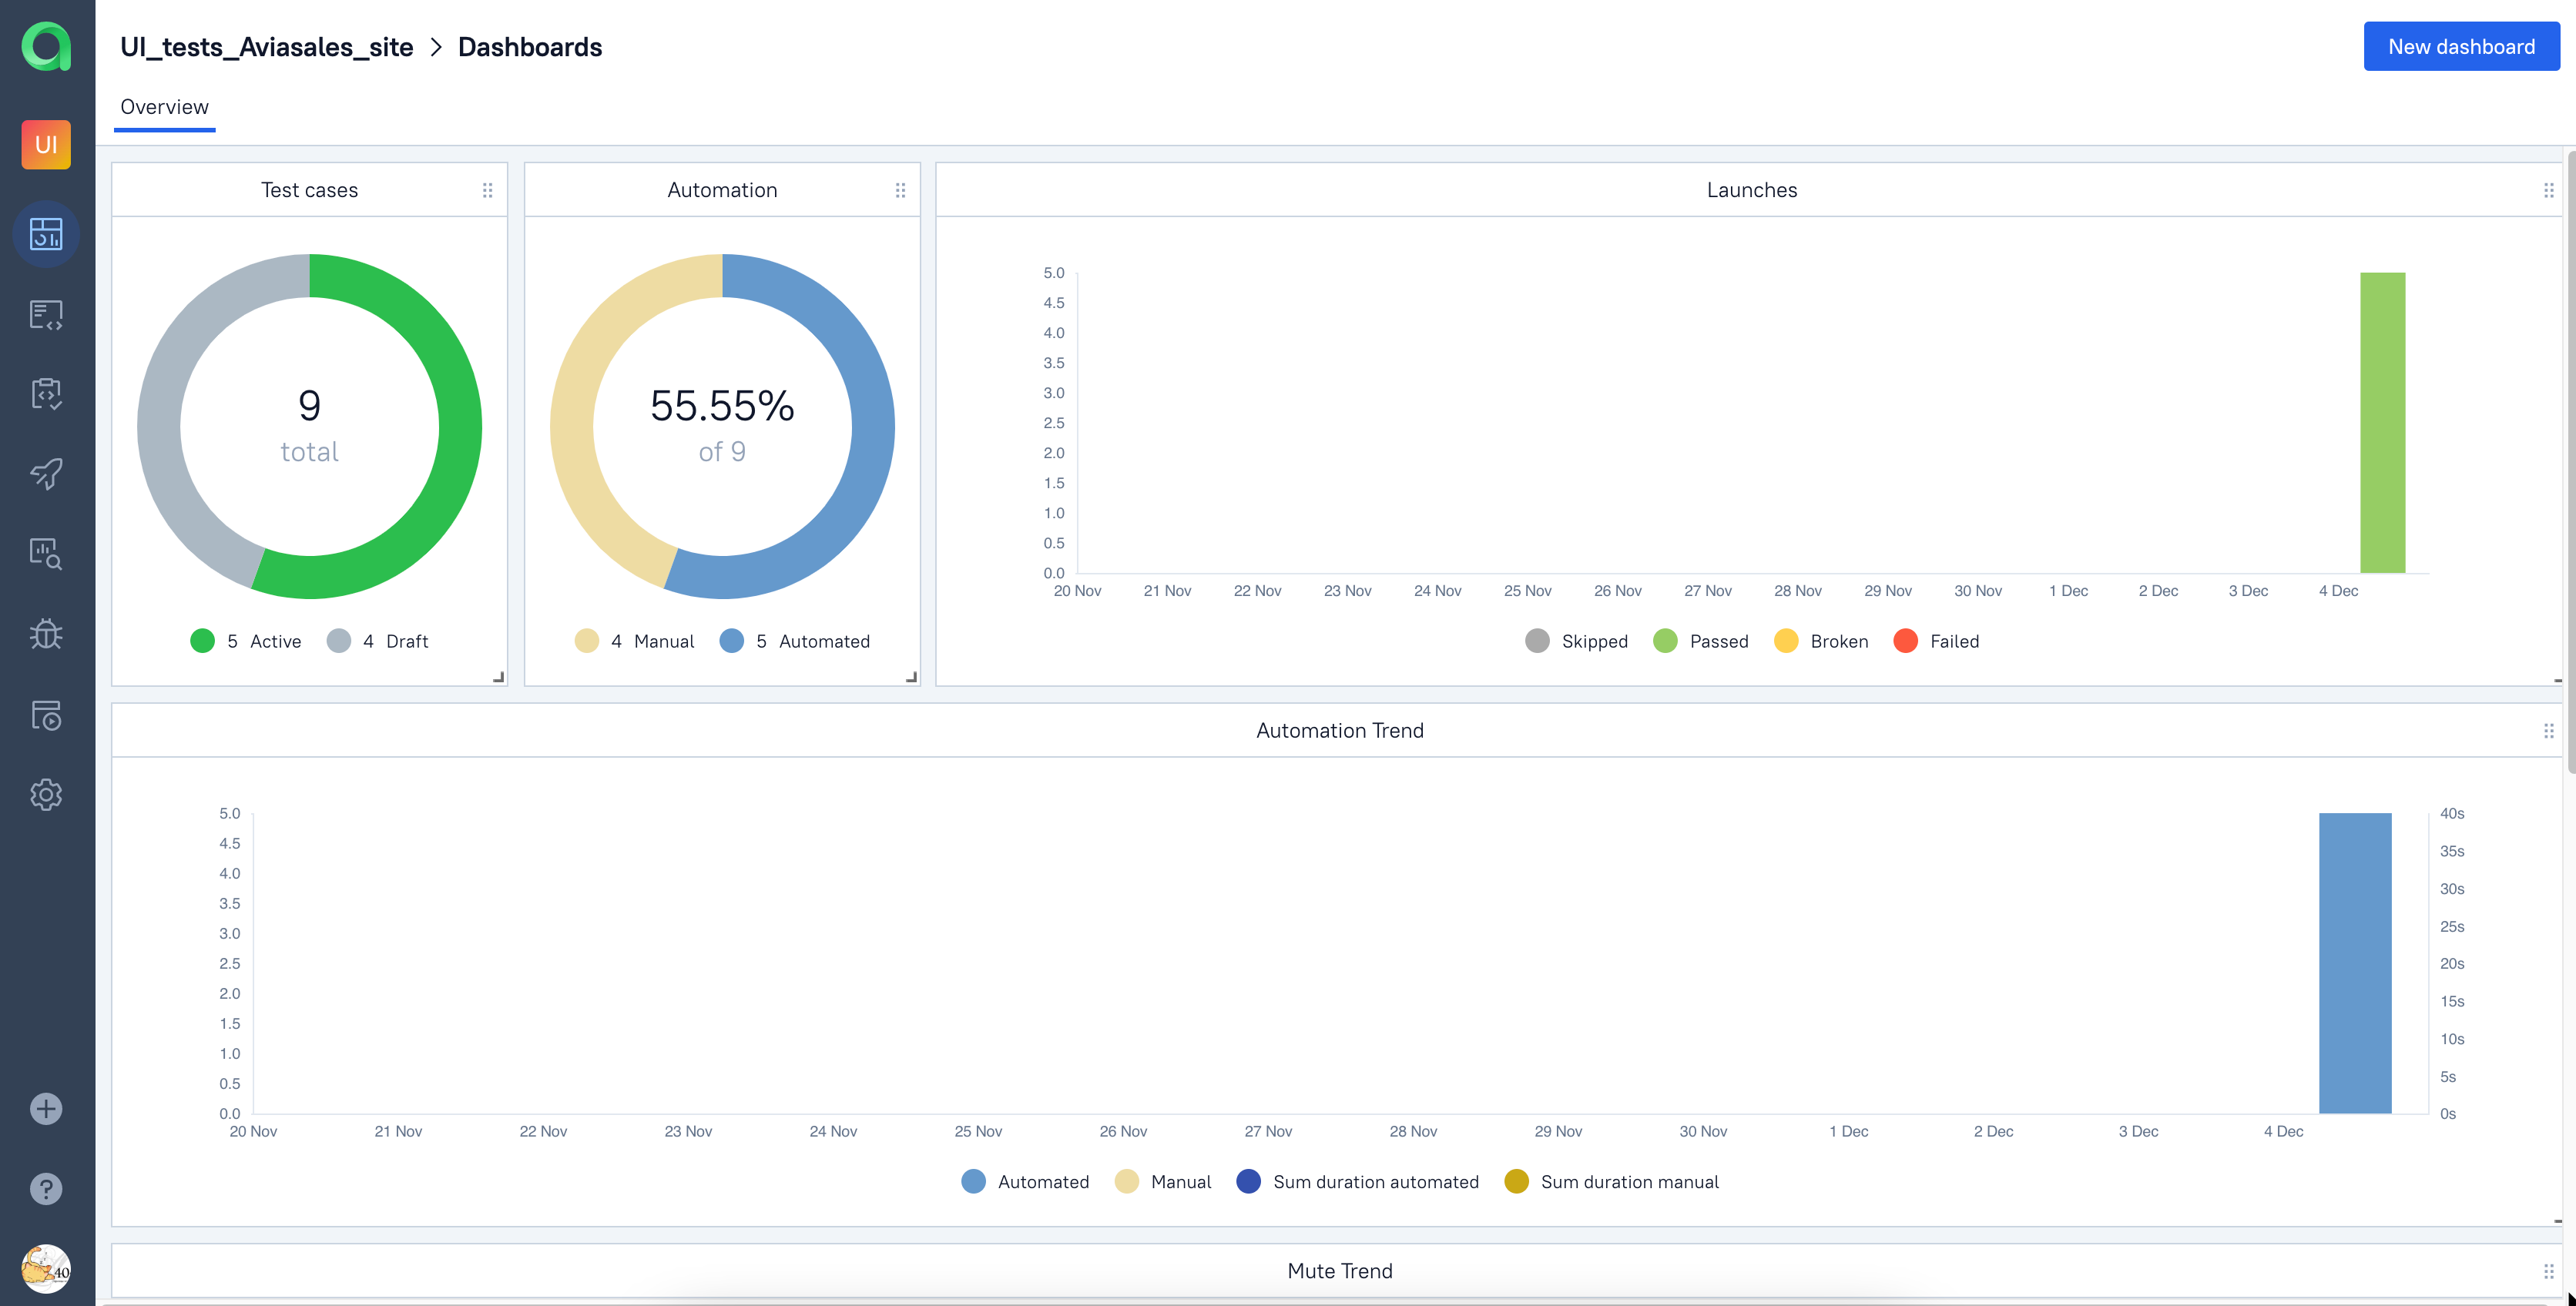 UI_tests_Aviasales_site > Dashboards
New dashboard
Overview
UI
Test cases
9
total
5 Active 4 Draft
Automation
55.55%
of 9
4 Manual 5 Automated
Launches
5.0
4.5
4.0
3.5
3.0
2.5
2.0
1.5
1.0
0.5
0.0
20 Nov 21 Nov 22 Nov 23 Nov 24 Nov 25 Nov 26 Nov 27 Nov 28 Nov 29 Nov 30 Nov 1 Dec 2 Dec 3 Dec 4 Dec
Skipped Passed Broken Failed
Automation Trend
5.0
4.5
4.0
3.5
3.0
2.5
2.0
1.5
1.0
0.5
0.0
40s
35s
30s
25s
20s
15s
10s
5s
0s
20 Nov 21 Nov 22 Nov 23 Nov 24 Nov 25 Nov 26 Nov 27 Nov 28 Nov 29 Nov 30 Nov 1 Dec 2 Dec 3 Dec 4 Dec
Automated Manual Sum duration automated Sum duration manual
Mute Trend
?
40